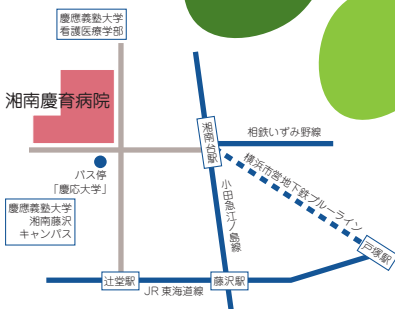 慶應義塾大学
看護医療学部
湘南慶育病院
湘南台駅
相鉄いずみ野線
横浜市営地下鉄ブルーライン
バス停
「慶応大学」
小田急江ノ島線
慶應義塾大学
湘南藤沢
キャンパス
戸塚駅
辻堂駅
JR 東海道線
藤沢駅